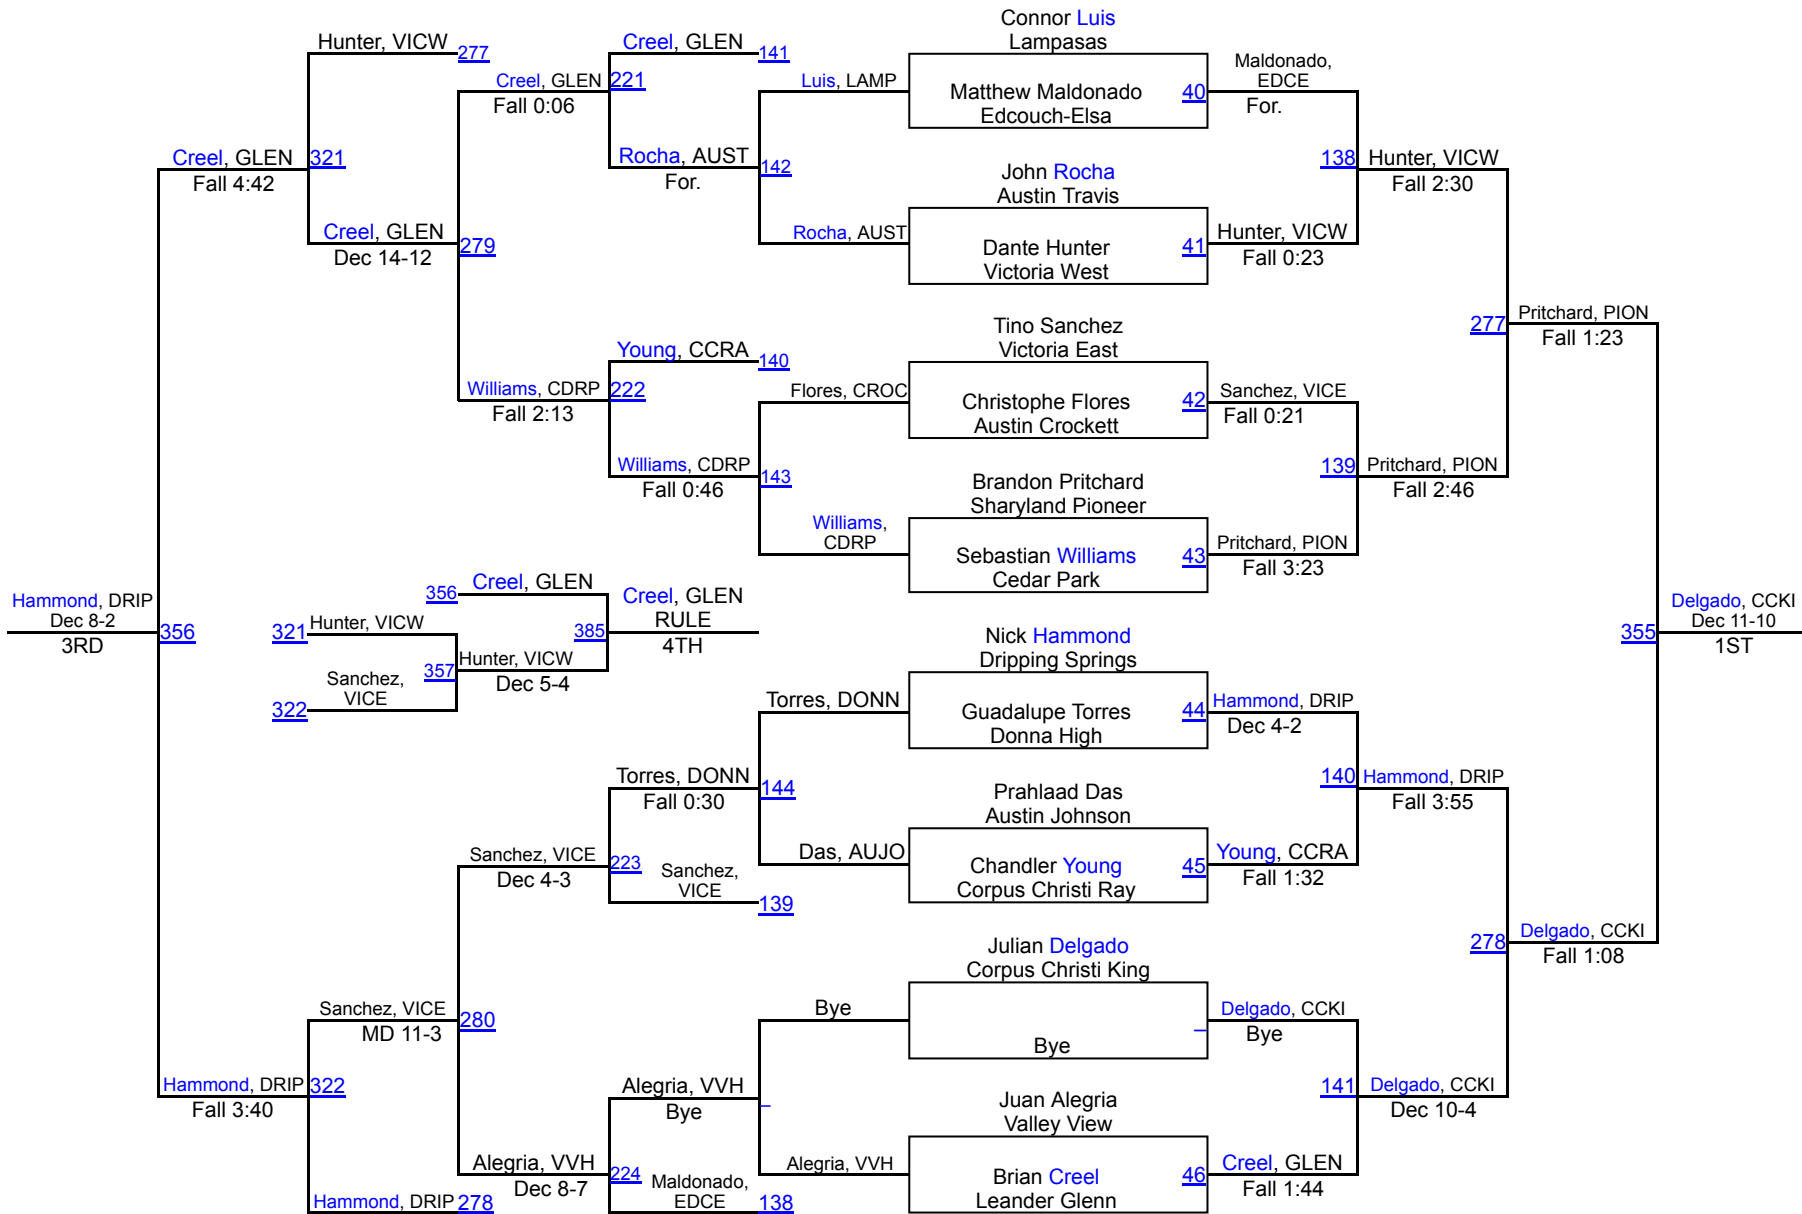 Connor Luis
Lampasas
Hunter, VICW
277
Creel, GLEN
141
Creel, GLEN
221
Fall 0:06
Luis, LAMP
Matthew Maldonado
40
Edcouch-Elsa
Maldonado,
EDCE
For.
Creel, GLEN
321
Fall 4:42
Rocha, AUST
142
For.
John Rocha
Austin Travis
138
Hunter, VICW
Fall 2:30
Creel, GLEN
279
Dec 14-12
Rocha, AUST
Dante Hunter
41
Victoria West
Hunter, VICW
Fall 0:23
Tino Sanchez
Victoria East
277
Pritchard, PION
Fall 1:23
Young, CCRA
140
Williams, CDRP
222
Fall 2:13
Flores, CROC
Christophe Flores
42
Austin Crockett
Sanchez, VICE
Fall 0:21
Williams, CDRP
143
Fall 0:46
Brandon Pritchard
Sharyland Pioneer
139
Pritchard, PION
Fall 2:46
Williams,
CDRP
Sebastian Williams
43
Cedar Park
Pritchard, PION
Fall 3:23
Hammond, DRIP
Dec 8-2
356
3RD
356
Creel, GLEN
Creel, GLEN
RULE
385
4TH
321
Hunter, VICW
357
Hunter, VICW
Dec 5-4
Sanchez,
VICE
322
Nick Hammond
Dripping Springs
355
Delgado, CCKI
Dec 11-10
1ST
Torres, DONN
Guadalupe Torres
44
Donna High
Hammond, DRIP
Dec 4-2
Torres, DONN
144
Fall 0:30
Prahlaad Das
Austin Johnson
140
Hammond, DRIP
Fall 3:55
Sanchez, VICE
223
Dec 4-3
Sanchez,
VICE
139
Das, AUJO
Chandler Young
45
Corpus Christi Ray
Young, CCRA
Fall 1:32
Julian Delgado
Corpus Christi King
278
Delgado, CCKI
Fall 1:08
Sanchez, VICE
280
MD 11-3
Bye
Bye
Delgado, CCKI
Bye
Hammond, DRIP
322
Fall 3:40
Alegria, VVH
Bye
Juan Alegria
Valley View
141
Delgado, CCKI
Dec 10-4
Alegria, VVH
224
Dec 8-7
Maldonado,
EDCE
138
Alegria, VVH
Brian Creel
46
Leander Glenn
Creel, GLEN
Fall 1:44
Hammond, DRIP
278